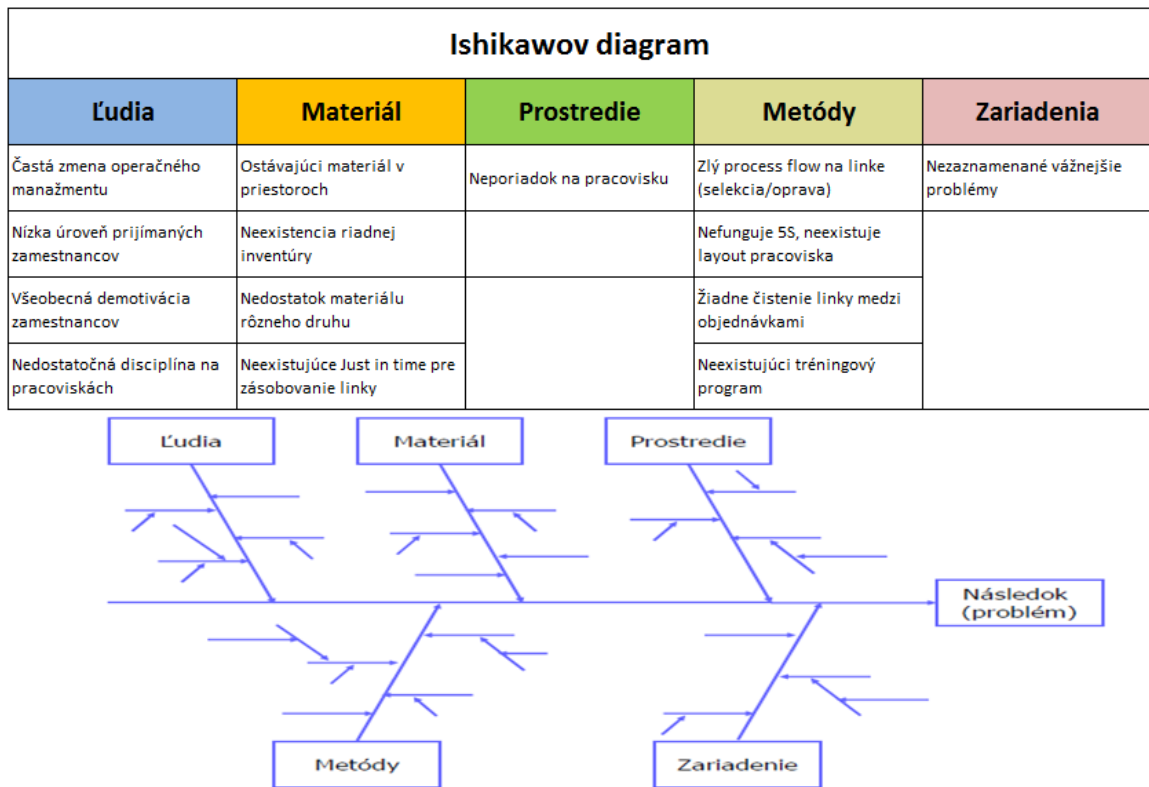 Ishikawov diagram
Ľudia
Materiál
Prostredie
Metódy
Zariadenia
Častá zmena operačného
manažmentu
Ostávajúci materiál v
priestoroch
Neporiadok na pracovisku
Zlý process flow na linke
(selekcia/oprava)
Nezaznamenané vážnejšie
problémy
Nízka úroveň prijímaných
zamestnancov
Neexistencia riadnej
inventúry
Nefunguje 5S, neexistuje
layout pracoviska
Všeobecná demotivácia
zamestnancov
Nedostatok materiálu
rôzneho druhu
Žiadne čistenie linky medzi
objednávkami
Nedostatočná disciplína na
pracoviskách
Neexistujúce Just in time pre
zásobovanie linky
Neexistujúci tréningový
program
Ľudia
Materiál
Prostredie
Následok
(problém)
Metódy
Zariadenie